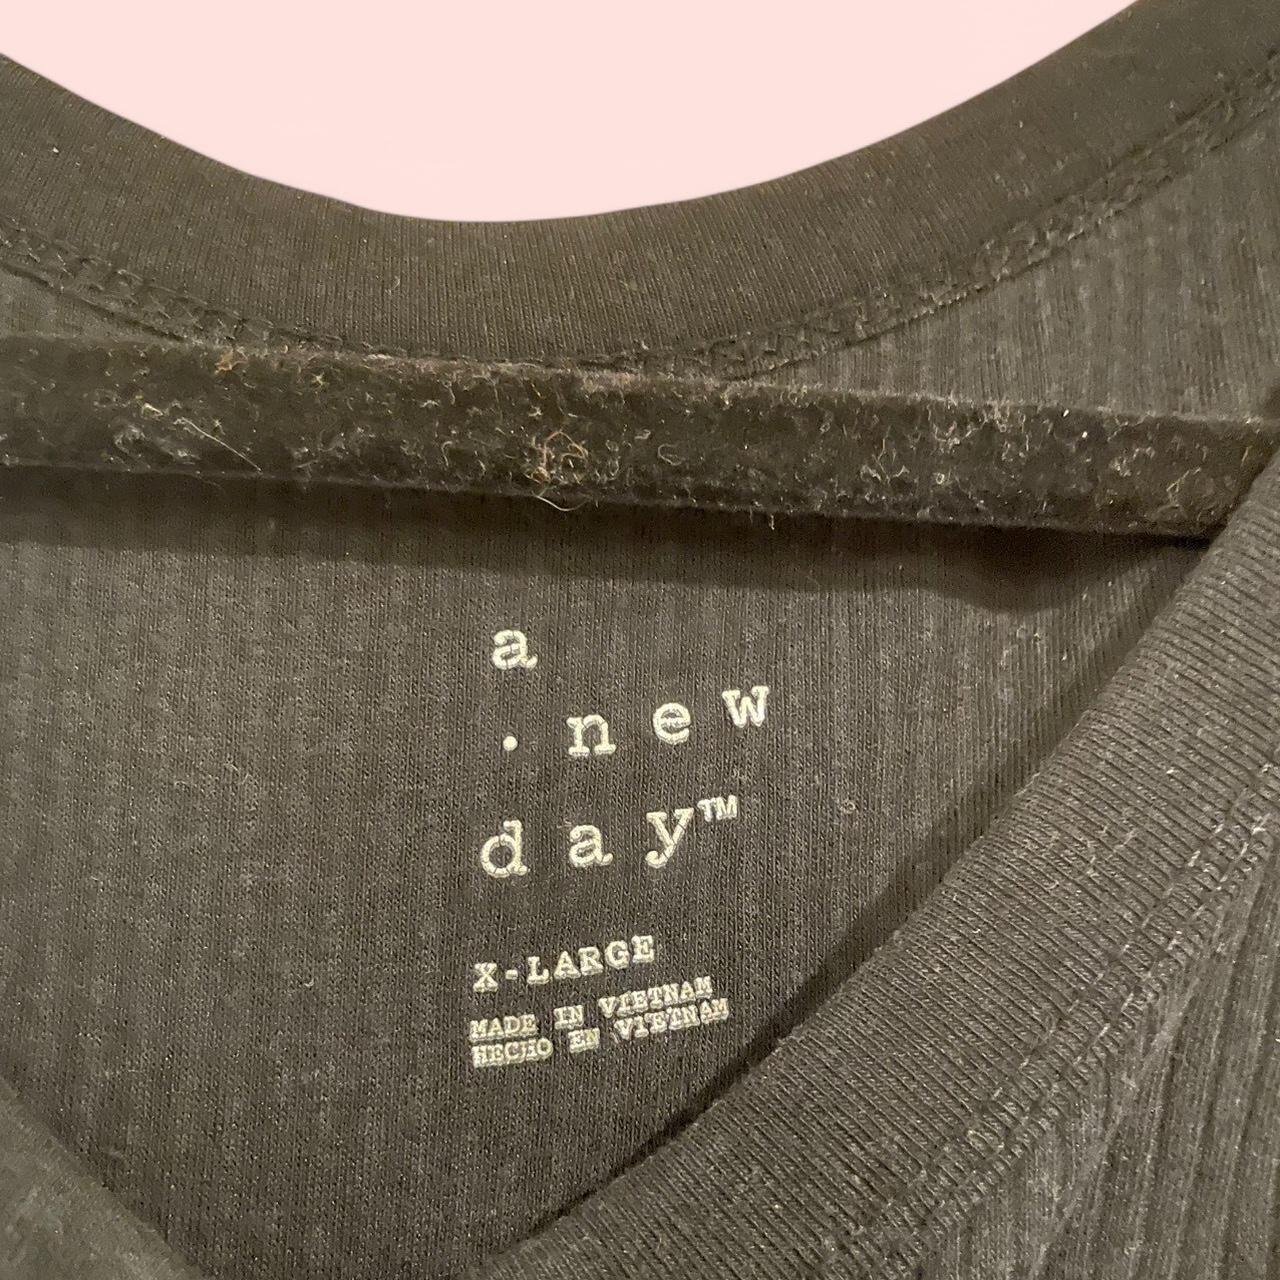 a
· new
day™
X-LARGE
MADE IN VIETNAM
HECHO EN VIETNAM